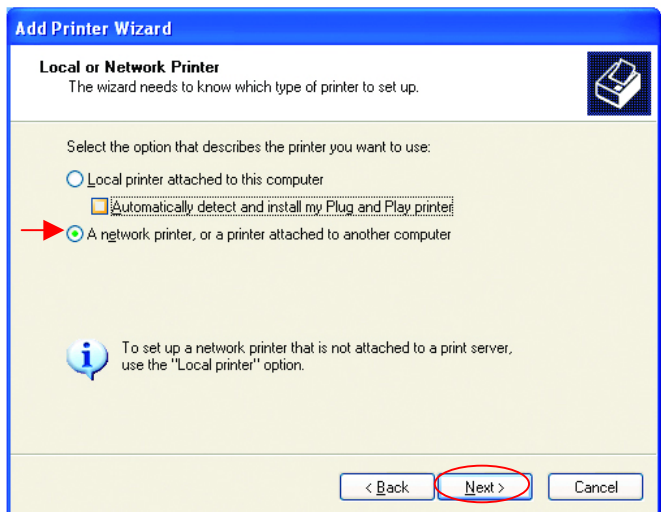 Add Printer Wizard
Local or Network Printer
The wizard needs to know which type of printer to set up.
Select the option that describes the printer you want to use:
Local printer attached to this computer
Automatically detect and install my Plug and Play printer
A network printer, or a printer attached to another computer
To set up a network printer that is not attached to a print server,
use the "Local printer" option.
< Back
Next >
Cancel